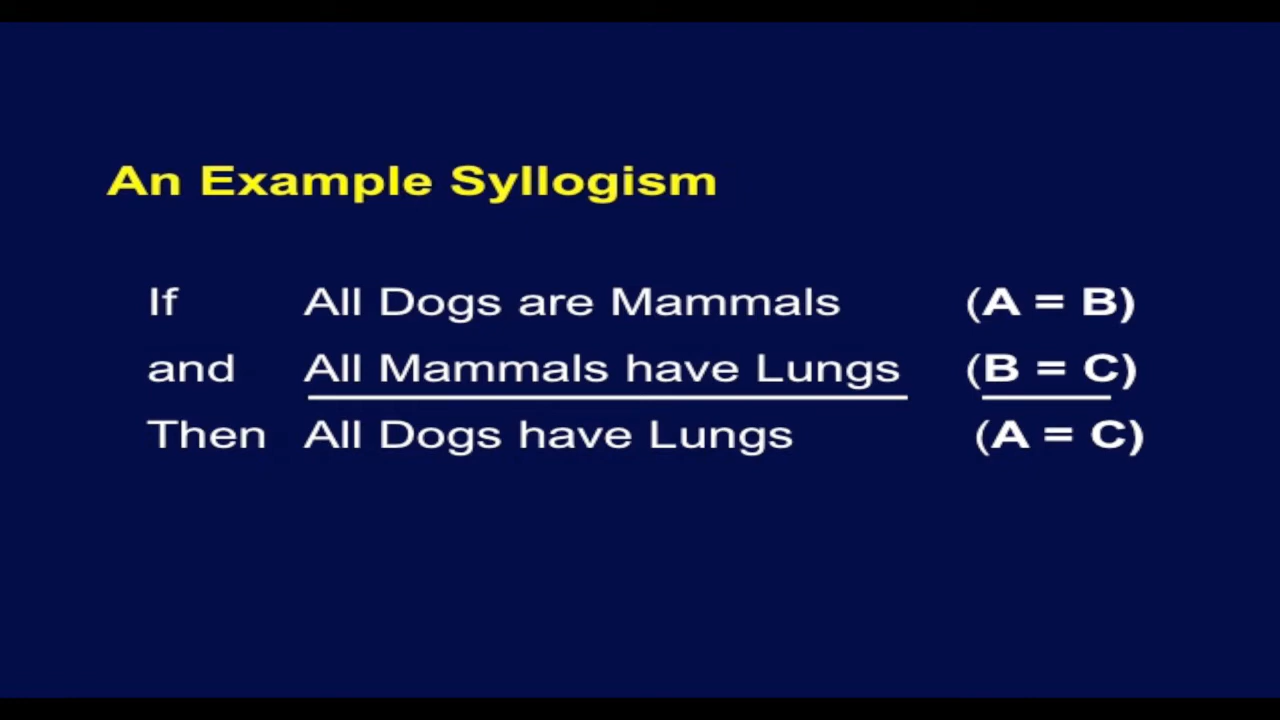 An Example Syllogism
If All Dogs are Mammals (A = B)
and All Mammals have Lungs (B = C)
Then All Dogs have Lungs (A = C)